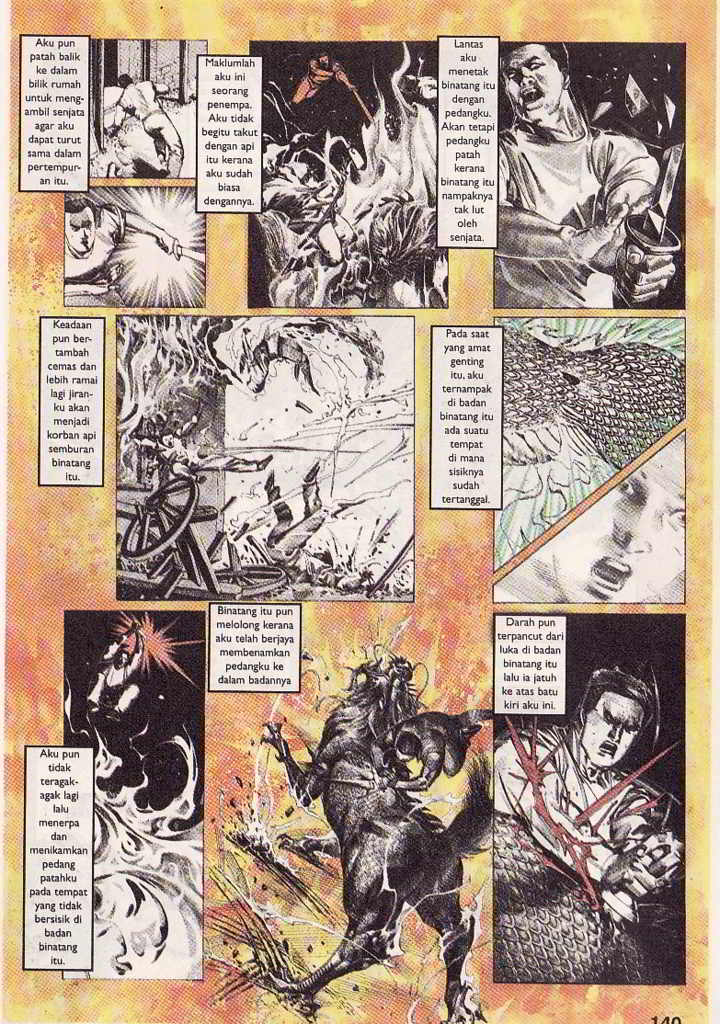 Aku pun
patah balik
ke dalam
bilik rumah
untuk meng-
ambil senjata
agar aku
dapat turut
sama dalam
pertempur-
an itu.
Maklumlah
aku ini
seorang
penempa.
Aku tidak
begitu takut
dengan api
itu kerana
aku sudah
biasa
dengannya.
Lantas
aku
menetak
binatang itu
dengan
pedangku.
Akan tetapi
pedangku
patah
kerana
binatang itu
nampaknya
tak lut
oleh
senjata.
Keadaan
pun ber-
tambah
cemas dan
lebih ramai
lagi jiran-
ku akan
menjadi
korban api
semburan
binatang
itu.
Pada saat
yang amat
genting
itu, aku
ternampak
di badan
binatang itu
ada suatu
tempat
di mana
sisiknya
sudah
tertanggal.
Aku pun
tidak
teragak-
agak lagi
lalu
menerpa
dan
menikamkan
pedang
patahku
pada tempat
yang tidak
bersisik di
badan
binatang
itu.
Binatang itu pun
melolong kerana
aku telah berjaya
membenamkan
pedangku ke
dalam badannya
Darah pun
terpancut dari
luka di badan
binatang itu
lalu ia jatuh
ke atas batu
kiri aku ini.